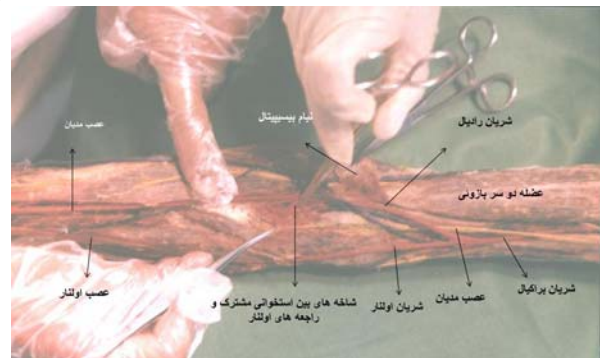 نیام بیسیپیتال
شریان رادیال
عصب مدیان
عضله دو سر بازوئی
شریان براکیال
عصب مدیان
شریان اولنار
شاخه های بین استخوانی مشترک و
راجعه های اولنار
عصب اولنار